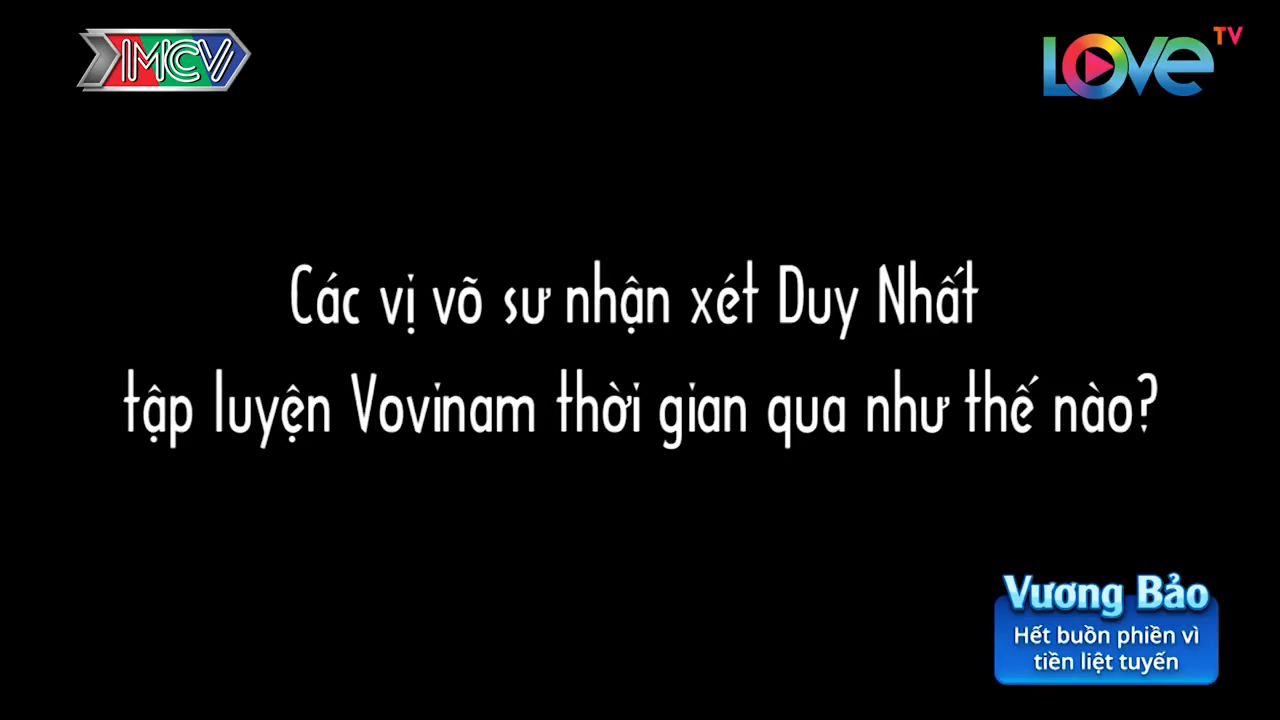 MCV
LOVE TV
Các vị võ sư nhận xét Duy Nhất
tập luyện Vovinam thời gian qua như thế nào?
Vương Bảo
Hết buồn phiền vì
tiền liệt tuyến